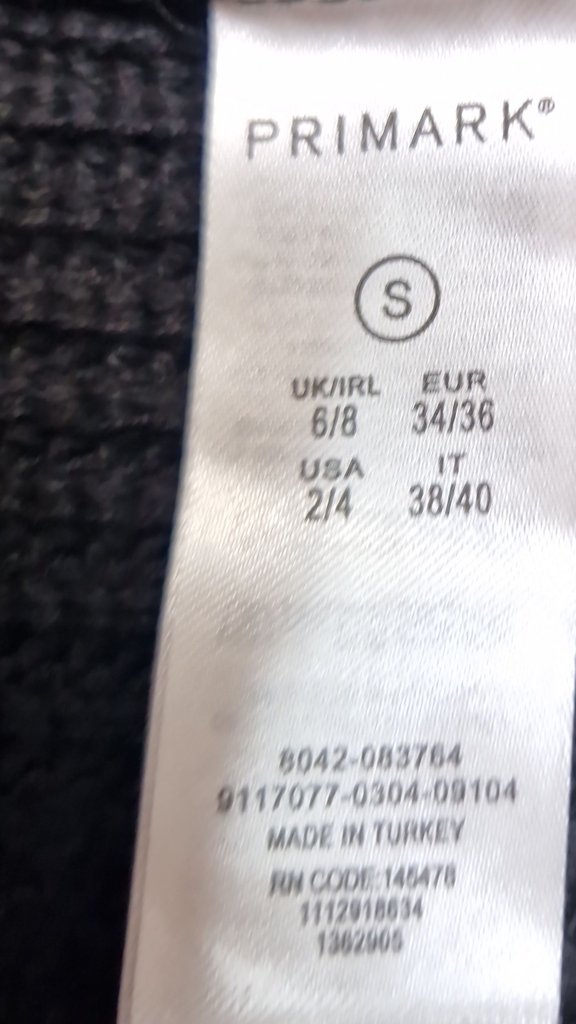 PRIMARK®
S
UK/IRL EUR
6/8 34/36
USA IT
2/4 38/40
8042-083764
9117077-0304-09104
MADE IN TURKEY
RN CODE:146478
1112918634
1362905